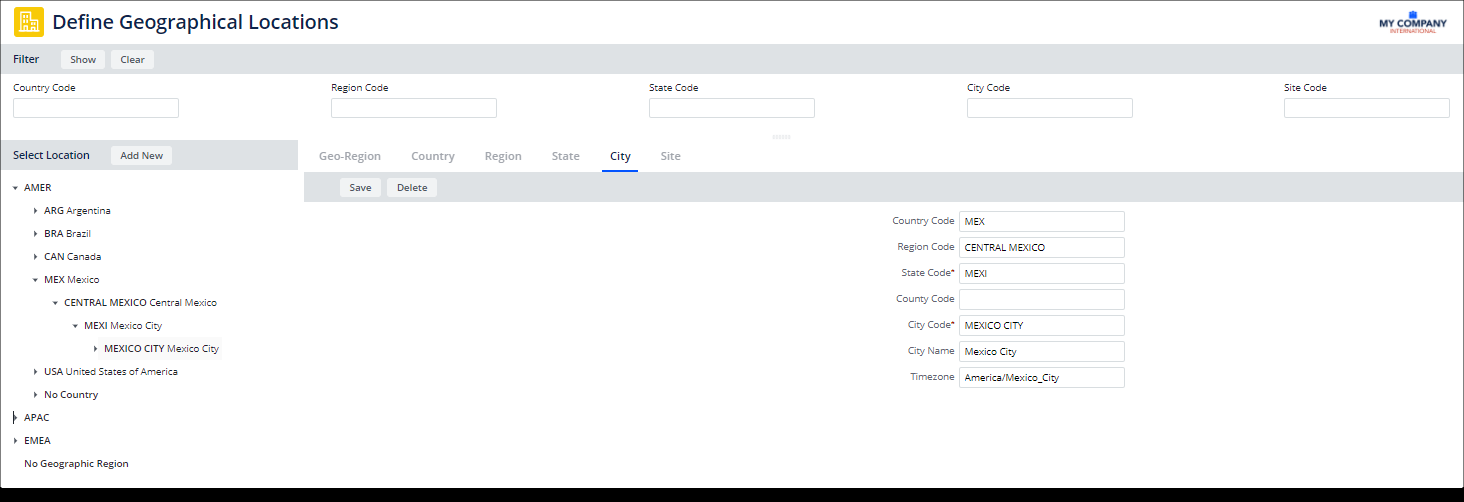 Define Geographical Locations
MY COMPANY
INTERNATIONAL
Filter Show Clear
Country Code Region Code State Code City Code Site Code
Select Location Add New
Geo-Region Country Region State City Site
Save Delete
AMER
ARG Argentina
BRA Brazil
CAN Canada
MEX Mexico
CENTRAL MEXICO Central Mexico
MEXI Mexico City
MEXICO CITY Mexico City
USA United States of America
No Country
APAC
EMEA
No Geographic Region
Country Code MEX
Region Code CENTRAL MEXICO
State Code* MEXI
County Code
City Code* MEXICO CITY
City Name Mexico City
Timezone America/Mexico_City